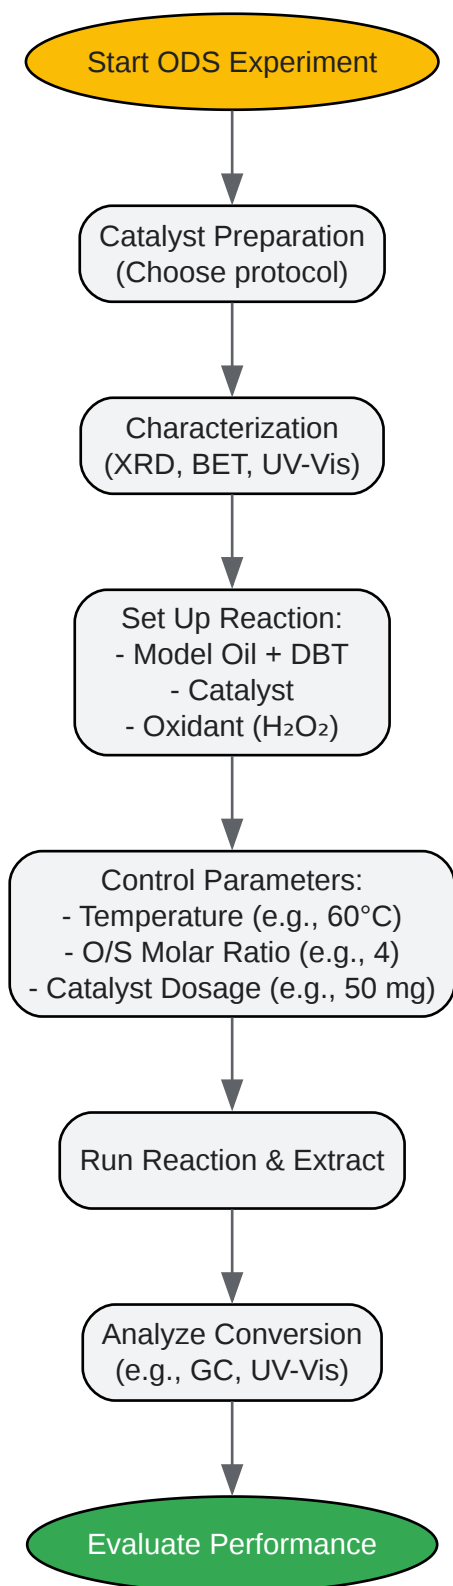 Start ODS Experiment
Catalyst Preparation
(Choose protocol)
Characterization
(XRD, BET, UV-Vis)
Set Up Reaction:
- Model Oil + DBT
- Catalyst
- Oxidant (H₂O₂)
Control Parameters:
- Temperature (e.g., 60°C)
- O/S Molar Ratio (e.g., 4)
- Catalyst Dosage (e.g., 50 mg)
Run Reaction & Extract
Analyze Conversion
(e.g., GC, UV-Vis)
Evaluate Performance